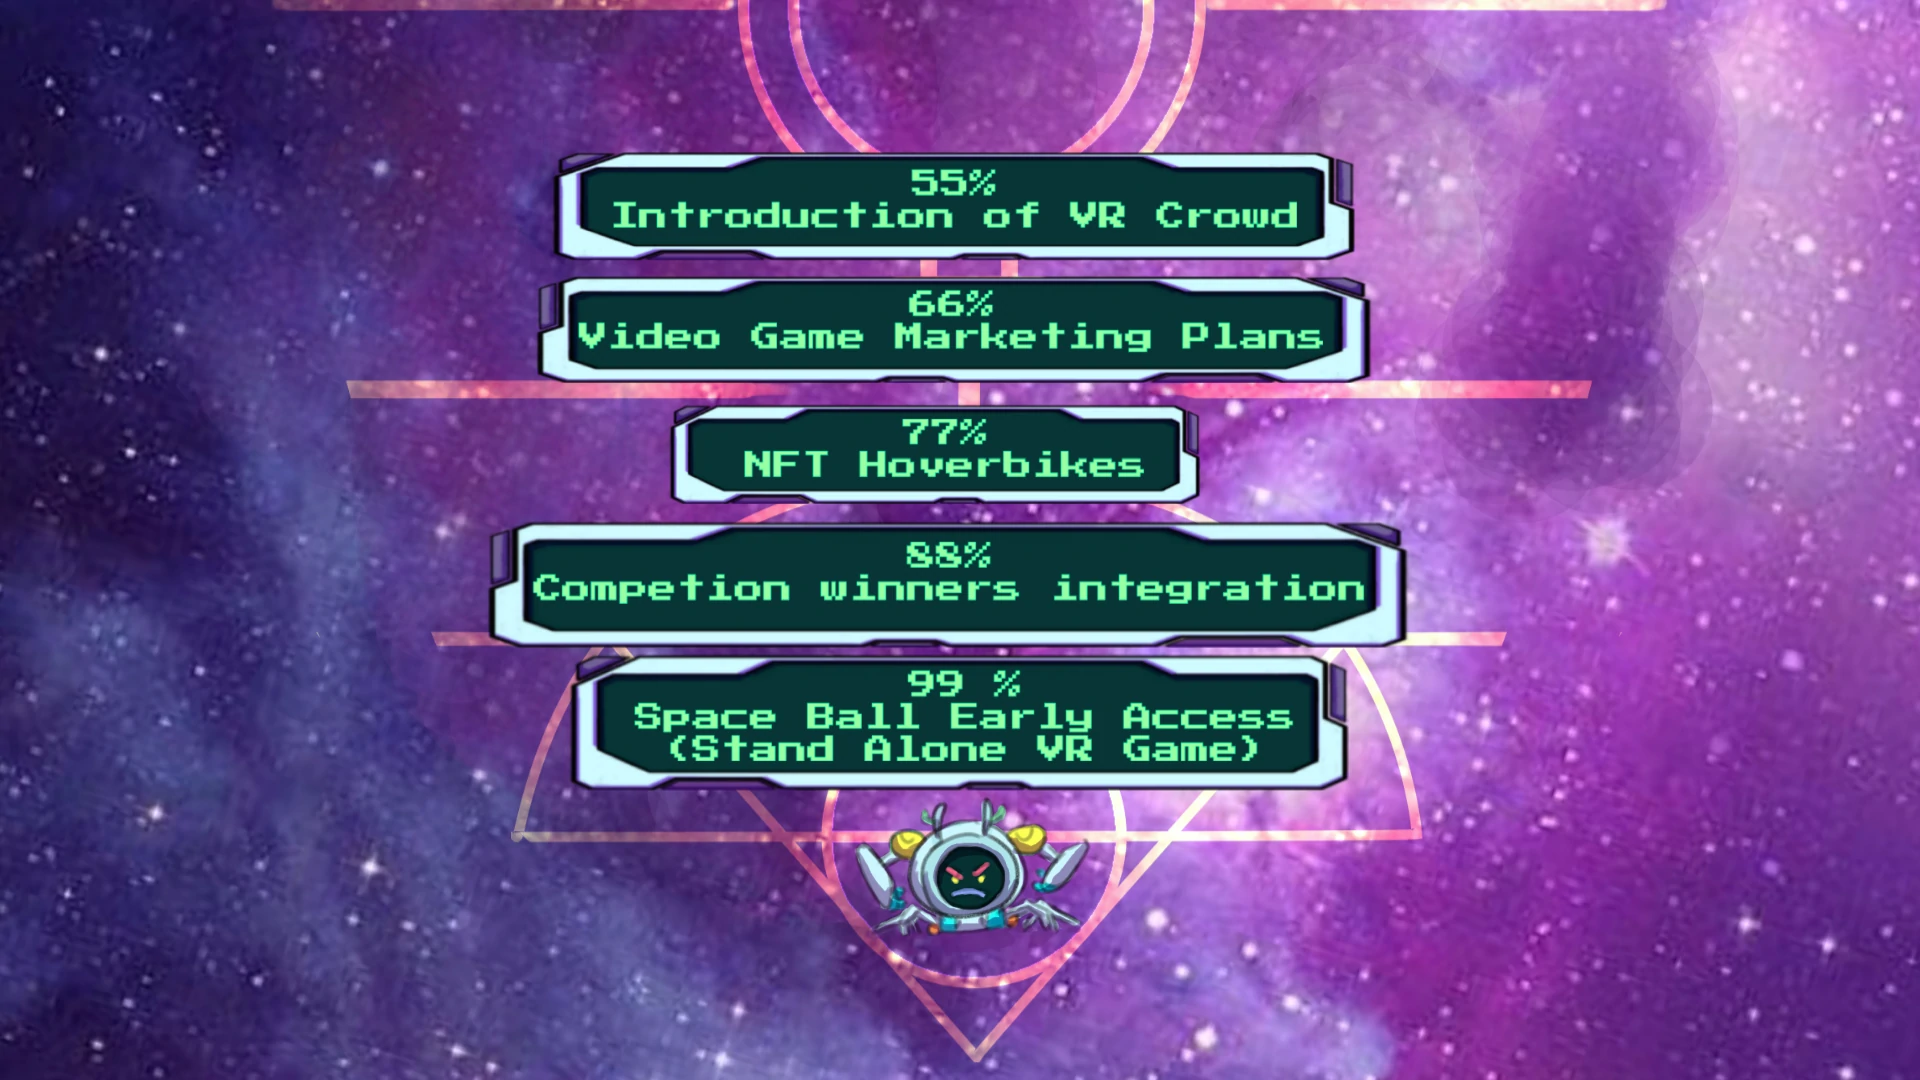 55%
Introduction of VR Crowd
66%
Video Game Marketing Plans
77%
NFT Hoverbikes
88%
Competion winners integration
99 %
Space Ball Early Access
(Stand Alone VR Game)